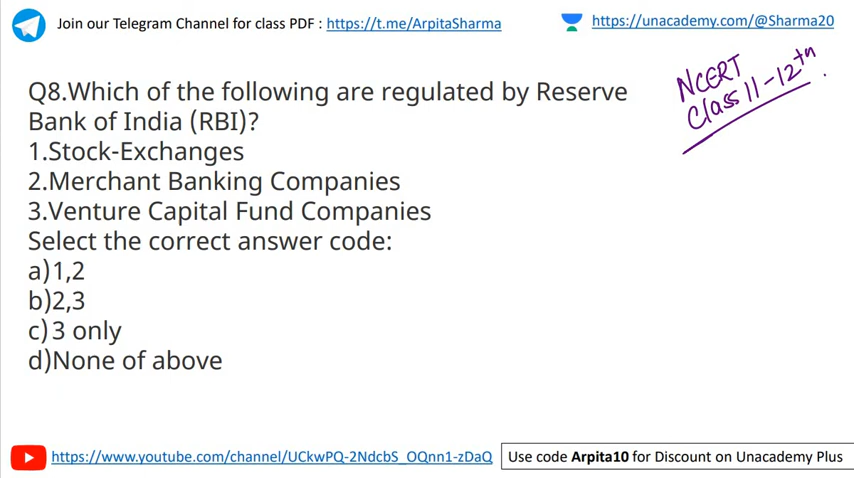 Join our Telegram Channel for class PDF : https://t.me/ArpitaSharma
https://unacademy.com/@Sharma20
NCERT
Class 11-12th
Q8.Which of the following are regulated by Reserve
Bank of India (RBI)?
1.Stock-Exchanges
2.Merchant Banking Companies
3.Venture Capital Fund Companies
Select the correct answer code:
a)1,2
b)2,3
c)3 only
d)None of above
https://www.youtube.com/channel/UCkwPQ-2NdcbS_OQnn1-zDaQ
Use code Arpita10 for Discount on Unacademy Plus